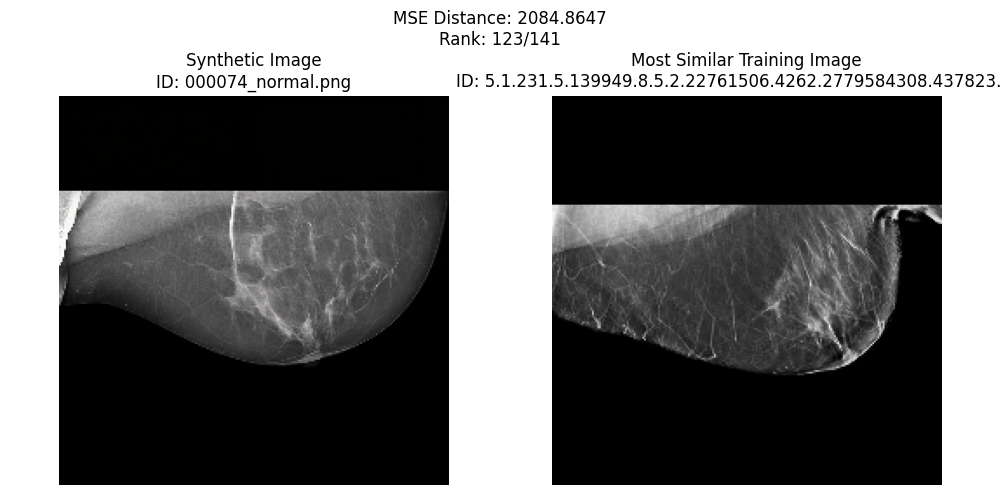 MSE Distance: 2084.8647
Rank: 123/141
Synthetic Image
ID: 000074_normal.png
Most Similar Training Image
ID: 5.1.231.5.139949.8.5.2.22761506.4262.2779584308.437823.